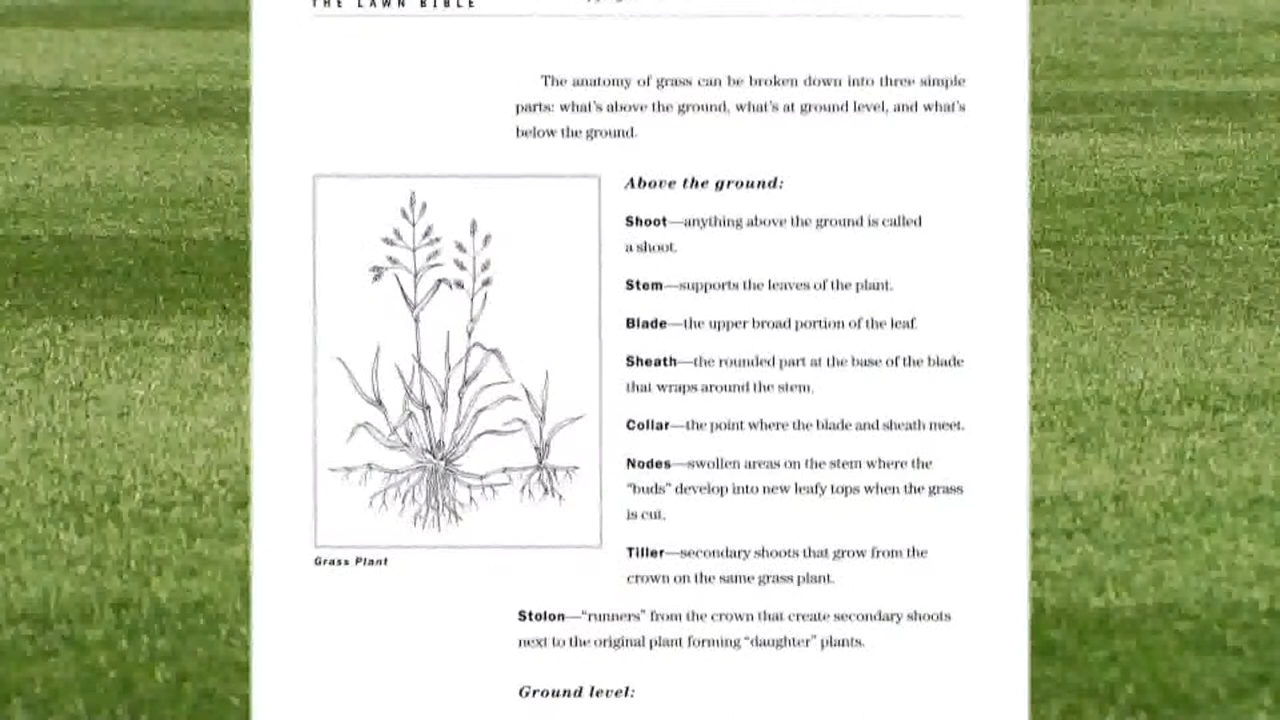 THE LAWN BIBLE
The anatomy of grass can be broken down into three simple
parts: what's above the ground, what's at ground level, and what's
below the ground.
Above the ground:
Shoot—anything above the ground is called
a shoot.
Stem—supports the leaves of the plant.
Blade—the upper broad portion of the leaf.
Sheath—the rounded part at the base of the blade
that wraps around the stem.
Collar—the point where the blade and sheath meet.
Nodes—swollen areas on the stem where the
"buds" develop into new leafy tops when the grass
is cut.
Tiller—secondary shoots that grow from the
crown on the same grass plant.
Grass Plant
Stolon—"runners" from the crown that create secondary shoots
next to the original plant forming "daughter" plants.
Ground level: